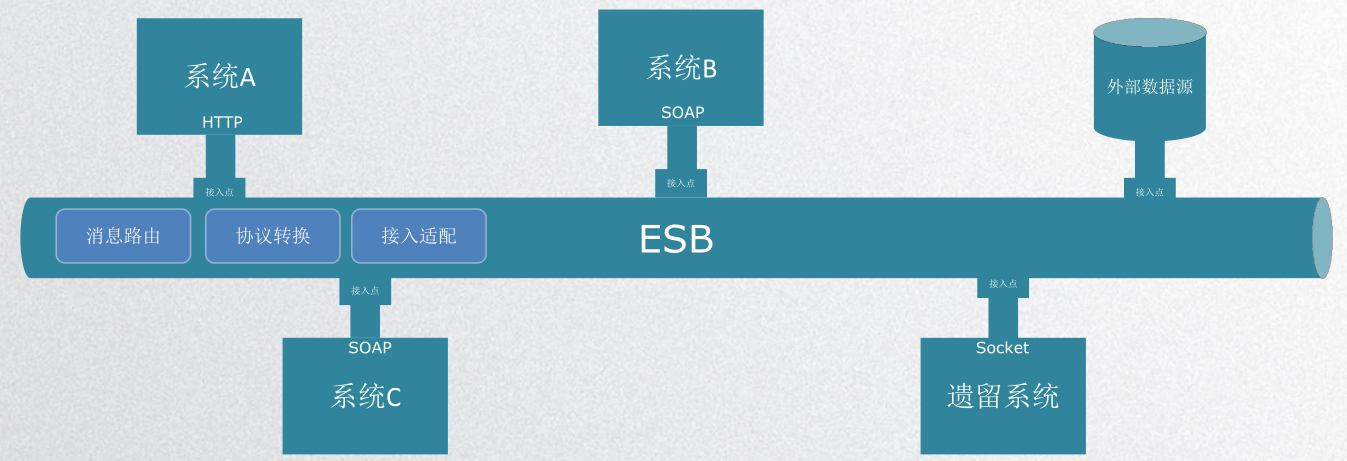 系统A
HTTP
接入点
系统B
SOAP
接入点
外部数据源
接入点
消息路由
协议转换
接入适配
ESB
接入点
SOAP
系统C
接入点
Socket
遗留系统